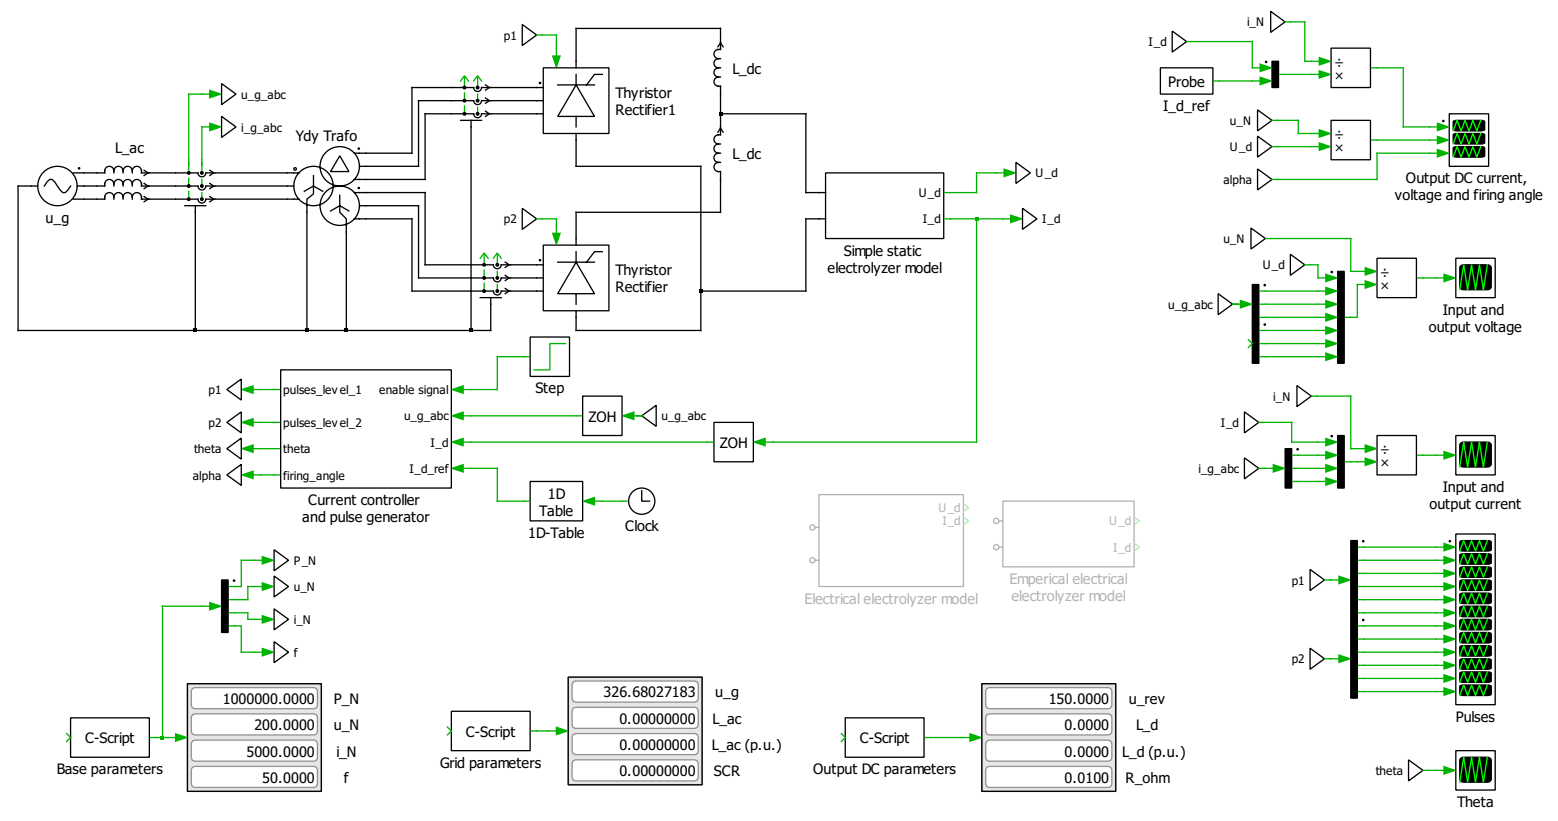 p1
L_dc
Thyristor
Rectifier1
u_g_abc
i_g_abc
Ydy Trafo
L_ac
L_dc
u_g
p2
U_d
I_d
U_d
I_d
Simple static
electrolyzer model
Thyristor
Rectifier
Step
p1
pulses_level_1
enable signal
p2
pulses_level_2
u_g_abc
ZOH
u_g_abc
theta
theta
I_d
ZOH
alpha
firing_angle
I_d_ref
Current controller
and pulse generator
1D
Table
1D-Table
Clock
U_d
I_d
Electrical electrolyzer model
U_d
I_d
Emperical electrical
electrolyzer model
P_N
u_N
i_N
f
C-Script
Base parameters
1000000.0000 P_N
200.0000 u_N
5000.0000 i_N
50.0000 f
C-Script
Grid parameters
326.68027183 u_g
0.00000000 L_ac
0.00000000 L_ac (p.u.)
0.00000000 SCR
C-Script
Output DC parameters
150.0000 u_rev
0.0000 L_d
0.0000 L_d (p.u.)
0.0100 R_ohm
i_N
I_d
Probe
I_d_ref
÷
×
u_N
U_d
÷
×
alpha
Output DC current,
voltage and firing angle
u_N
U_d
u_g_abc
÷
×
Input and
output voltage
i_N
I_d
i_g_abc
÷
×
Input and
output current
p1
p2
Pulses
theta
Theta